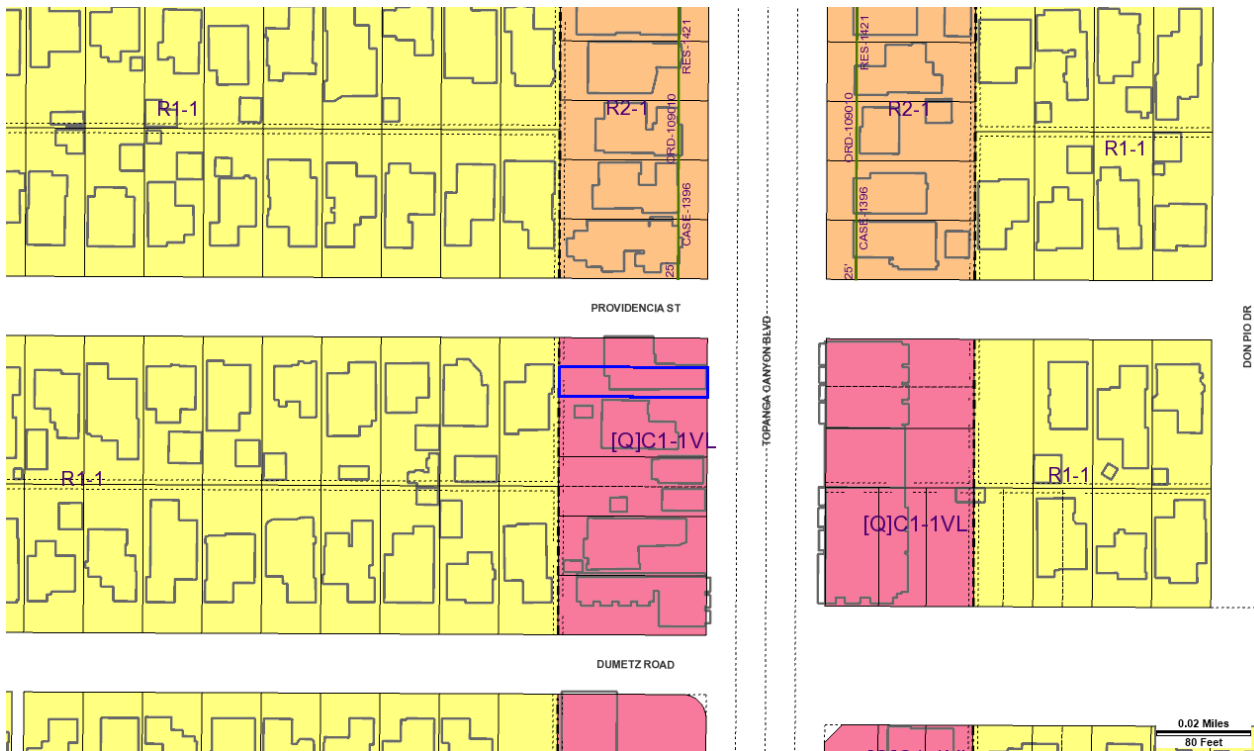 RES-1421
RES-1421
R1-1
R2-1
R2-1
ORD-109010
ORD-109010
R1-1
CASE-1396
CASE-1396
25'
25'
PROVIDENCIA ST
TOPANGA CANYON BLVD
DON PIO DR
[Q]C1-1VL
R1-1
R1-1
[Q]C1-1VL
DUMETZ ROAD
0.02 Miles
80 Feet